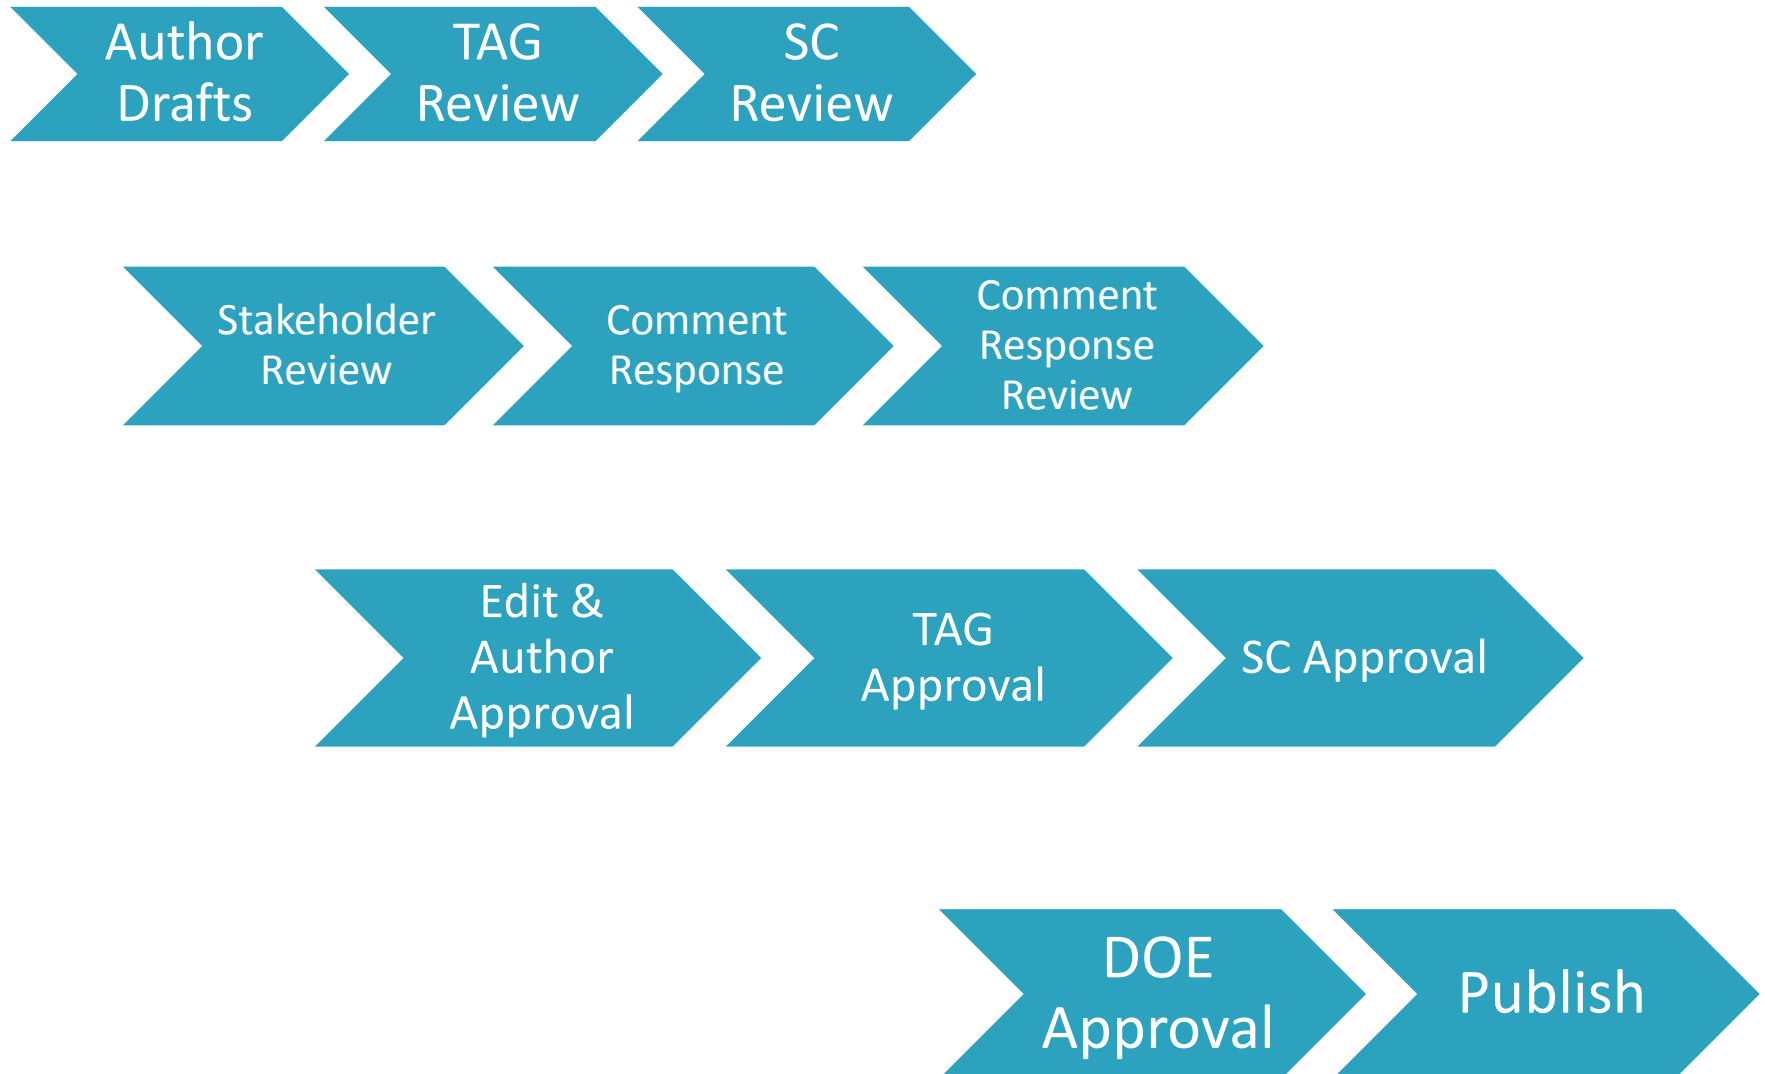 Author
Drafts
TAG
Review
SC
Review
Stakeholder
Review
Comment
Response
Comment
Response
Review
Edit &
Author
Approval
TAG
Approval
SC Approval
DOE
Approval
Publish